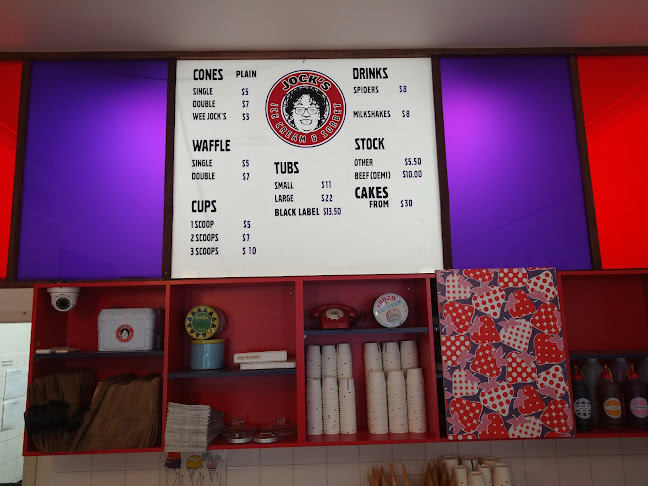 CONES PLAIN
SINGLE $5
DOUBLE $7
WEE JOCK'S $3
WAFFLE
SINGLE $5
DOUBLE $7
CUPS
1 SCOOP $5
2 SCOOPS $7
3 SCOOPS $10
JOCK'S
ICE CREAM & SORBET
TUBS
SMALL $11
LARGE $22
BLACK LABEL $13.50
DRINKS
SPIDERS $8
MILKSHAKES $8
STOCK
OTHER $5.50
BEEF (DEMI) $10.00
CAKES
FROM $30